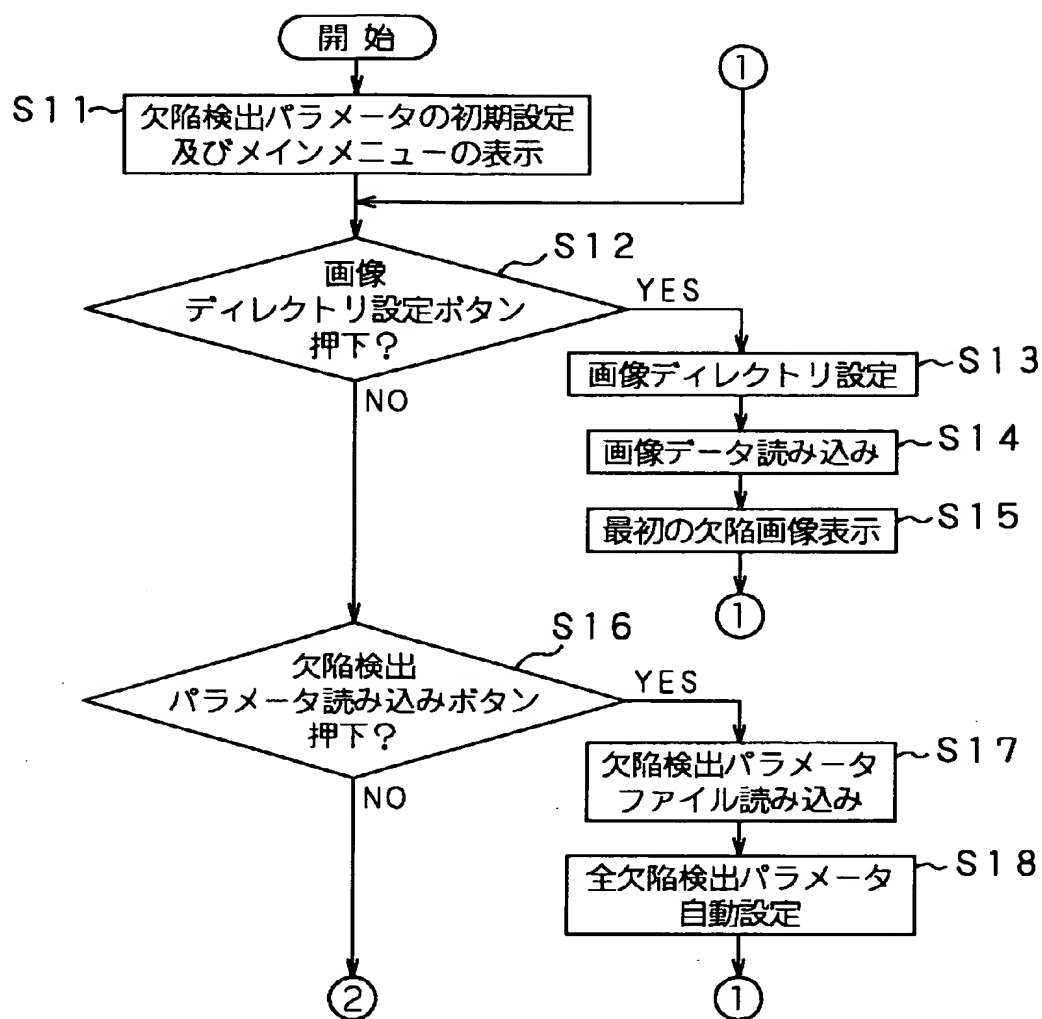 開始
①
S11
欠陥検出パラメータの初期設定
及びメインメニューの表示
S12
画像
ディレクトリ設定ボタン
押下?
YES
NO
S13
画像ディレクトリ設定
S14
画像データ読み込み
S15
最初の欠陥画像表示
①
S16
欠陥検出
パラメータ読み込みボタン
押下?
YES
NO
S17
欠陥検出パラメータ
ファイル読み込み
S18
全欠陥検出パラメータ
自動設定
②
①